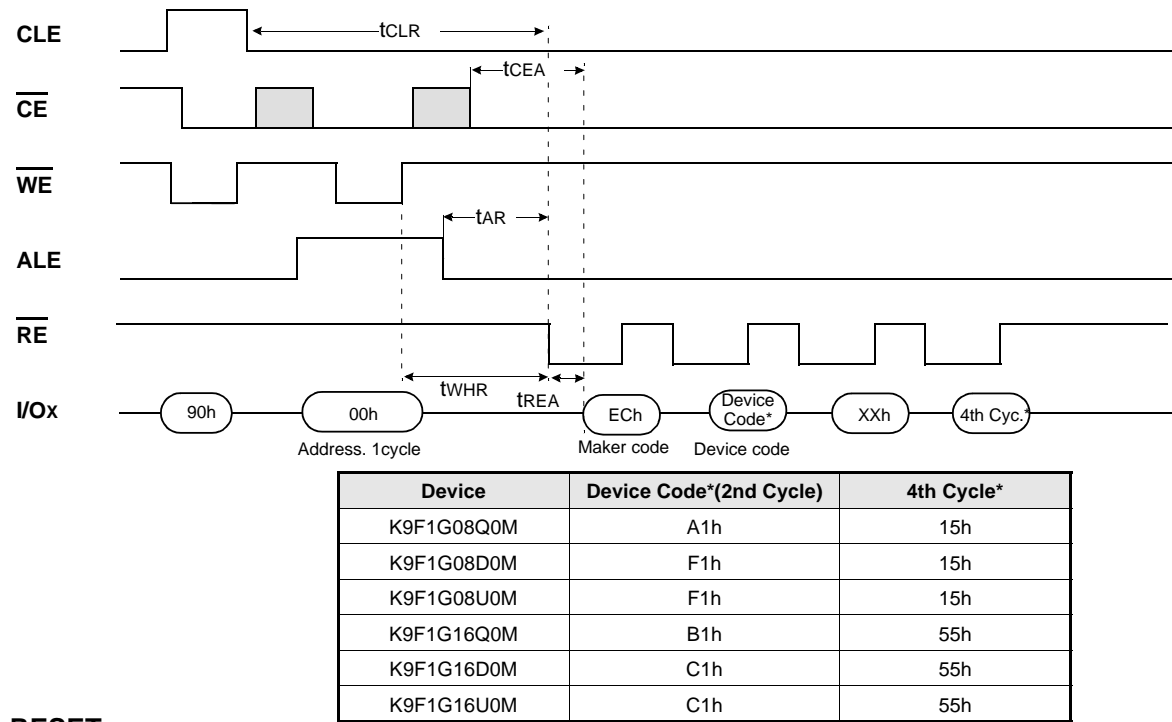 CLE
tCLR
tCEA
CE
WE
tAR
ALE
RE
tWHR
tREA
I/Ox
90h
00h
ECh
Device
Code*
XXh
4th Cyc.*
Address. 1cycle
Maker code
Device code
Device Device Code*(2nd Cycle) 4th Cycle*
K9F1G08Q0M A1h 15h
K9F1G08D0M F1h 15h
K9F1G08U0M F1h 15h
K9F1G16Q0M B1h 55h
K9F1G16D0M C1h 55h
K9F1G16U0M C1h 55h
RESET